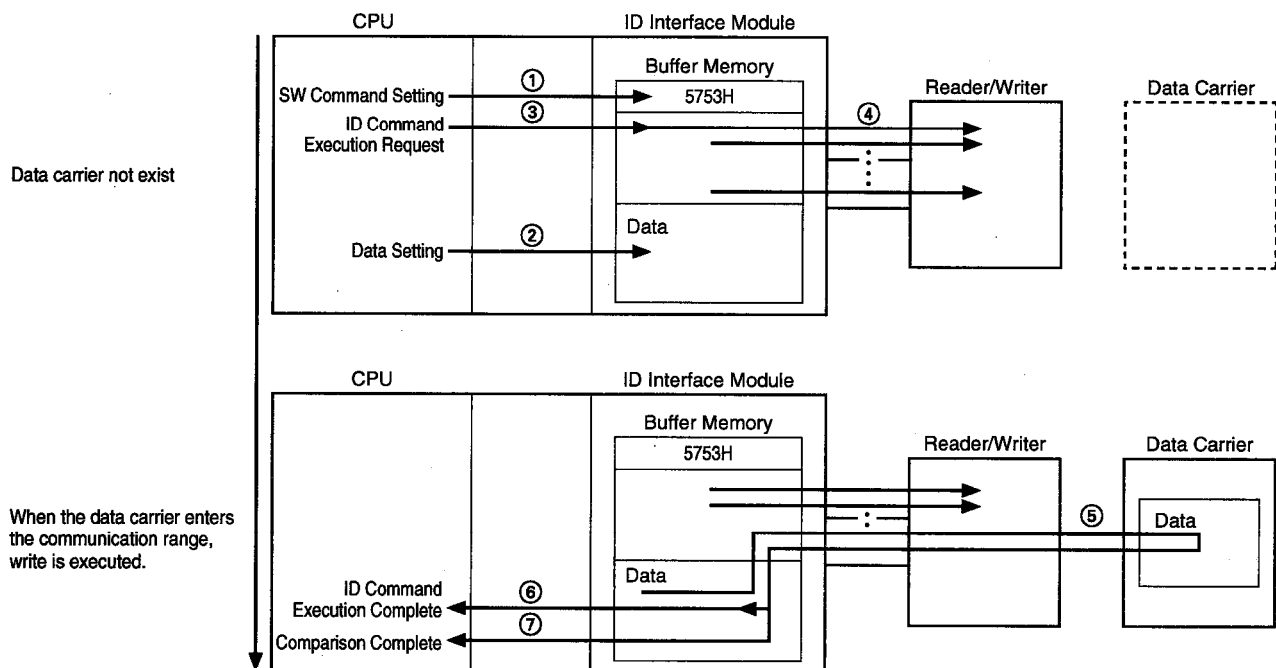 CPU
ID Interface Module
Buffer Memory
Reader/Writer
Data Carrier
①
SW Command Setting
5753H
③
④
ID Command
Execution Request
Data carrier not exist
②
Data
Data Setting
CPU
ID Interface Module
Buffer Memory
5753H
Reader/Writer
Data Carrier
When the data carrier enters
the communication range,
write is executed.
⑤
Data
Data
ID Command
Execution Complete
⑥
⑦
Comparison Complete